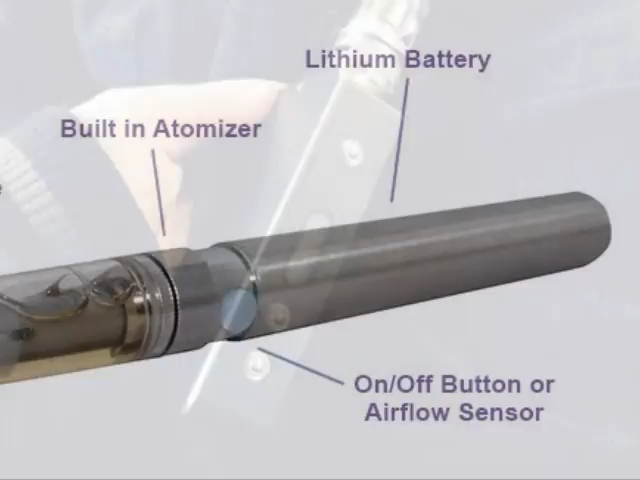 Lithium Battery
Built in Atomizer
On/Off Button or
Airflow Sensor